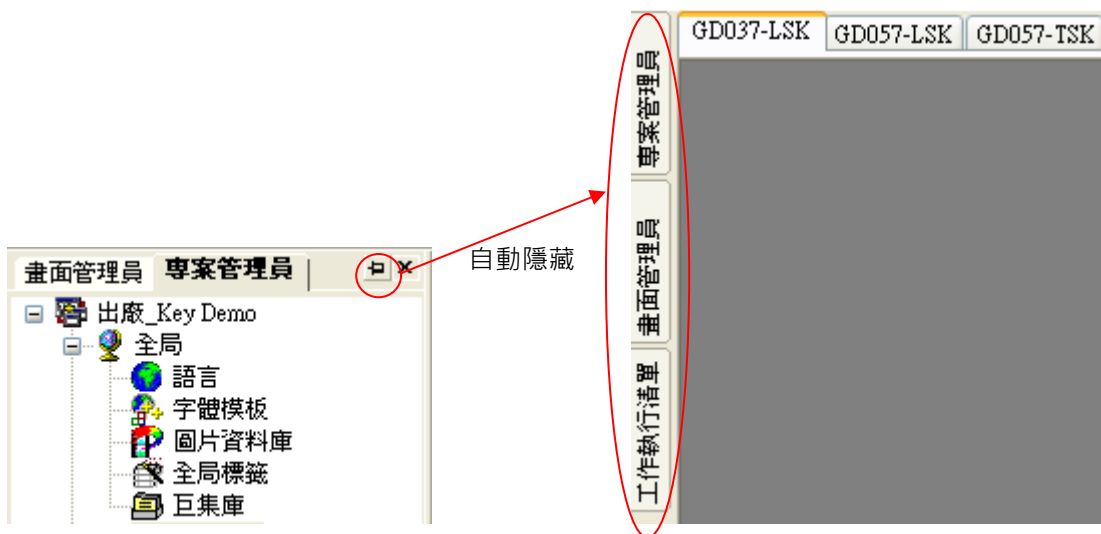 畫面管理員 專案管理員
出廠_Key Demo
全局
語言
字體模板
圖片資料庫
全局標籤
巨集庫
自動隱藏
GD037-LSK GD057-LSK GD057-TSK
專案管理員
畫面管理員
工作執行清單